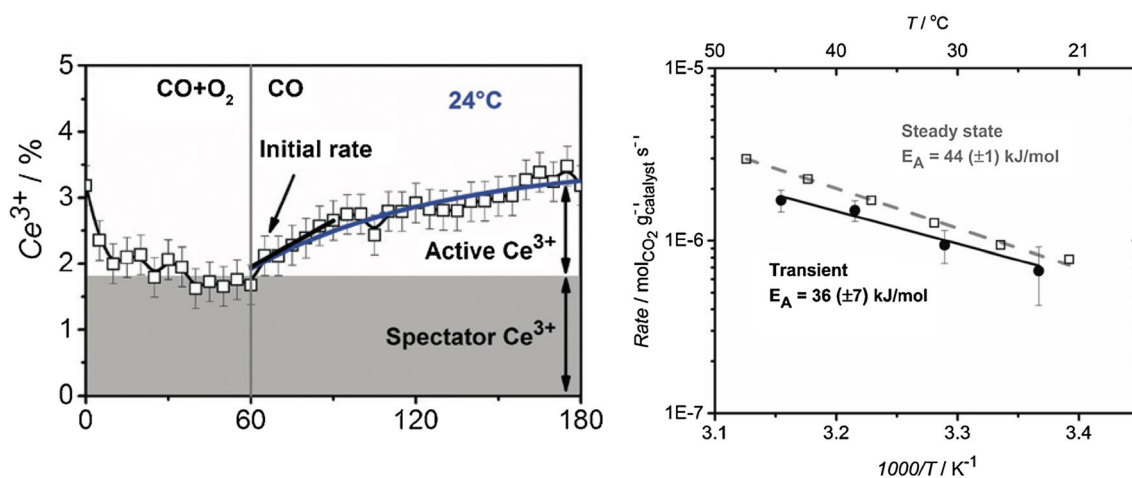 5
4
3
2
1
0
Ce3+ / %
CO+O2
CO
24°C
Initial rate
Active Ce3+
Spectator Ce3+
0
60
120
180
T / °C
50
40
30
21
1E-5
1E-6
1E-7
Rate / molCO2 g-1catalyst s-1
Steady state
EA = 44 (±1) kJ/mol
Transient
EA = 36 (±7) kJ/mol
3.1
3.2
3.3
3.4
1000/T / K-1